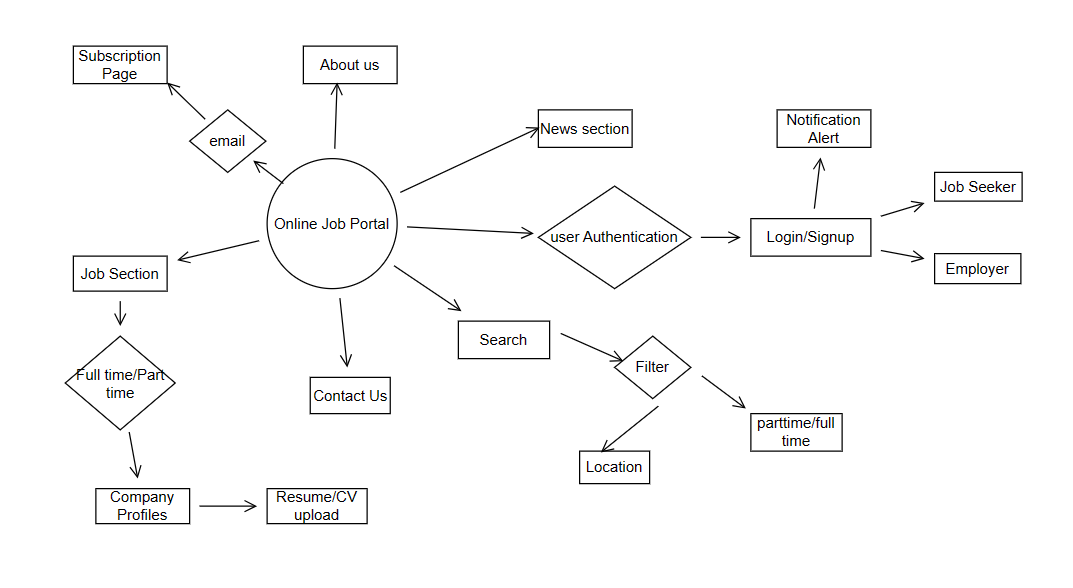 Subscription
Page
About us
News section
Notification
Alert
email
Job Seeker
Online Job Portal
user Authentication
Login/Signup
Employer
Job Section
Search
Filter
Full time/Part
time
Contact Us
parttime/full
time
Location
Company
Profiles
Resume/CV
upload